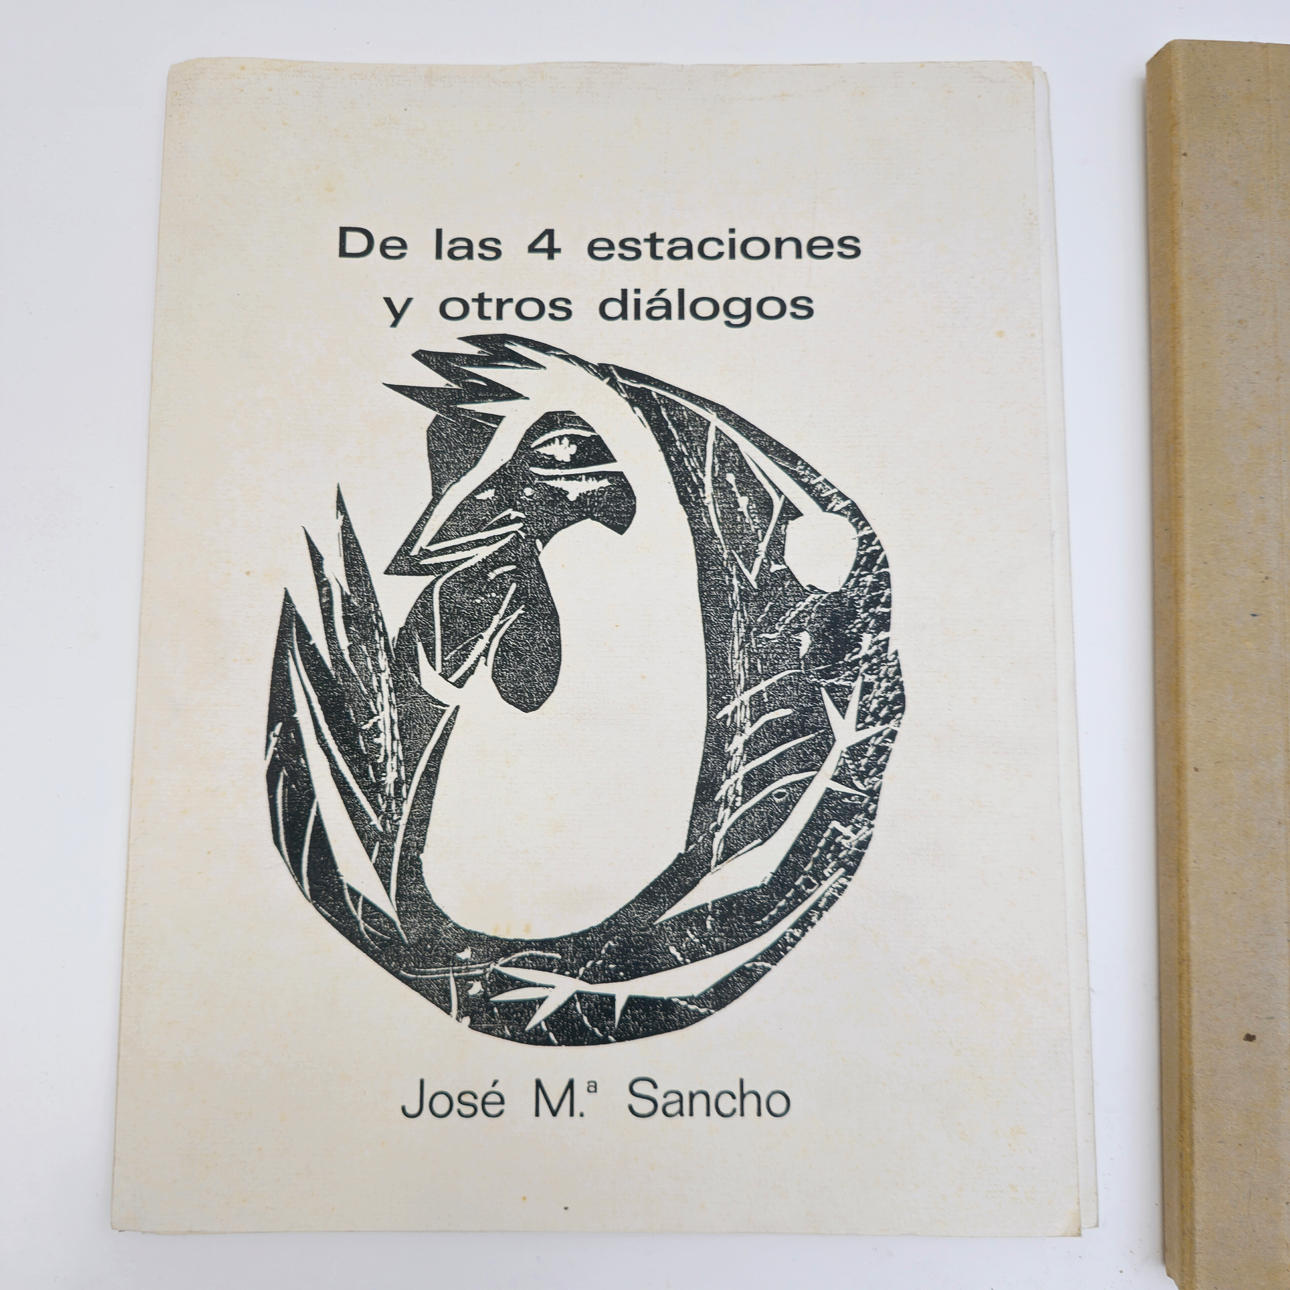 De las 4 estaciones
y otros diálogos
José M.ª Sancho